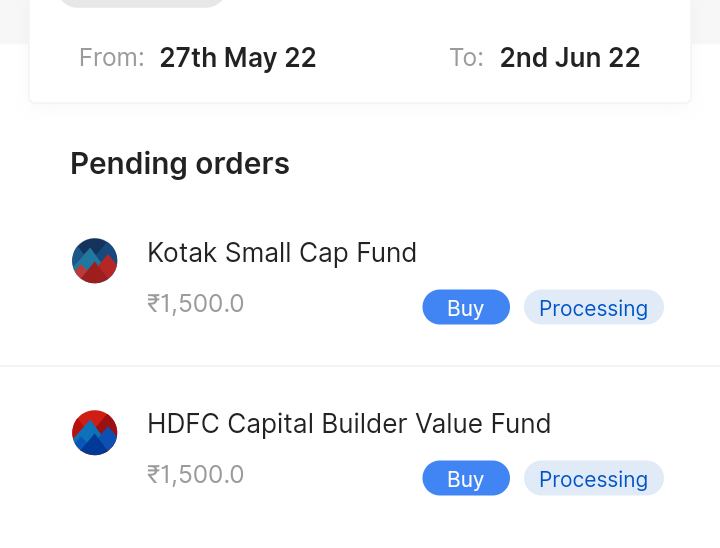 From: 27th May 22 To: 2nd Jun 22
Pending orders
Kotak Small Cap Fund
₹1,500.0 Buy Processing
HDFC Capital Builder Value Fund
₹1,500.0 Buy Processing